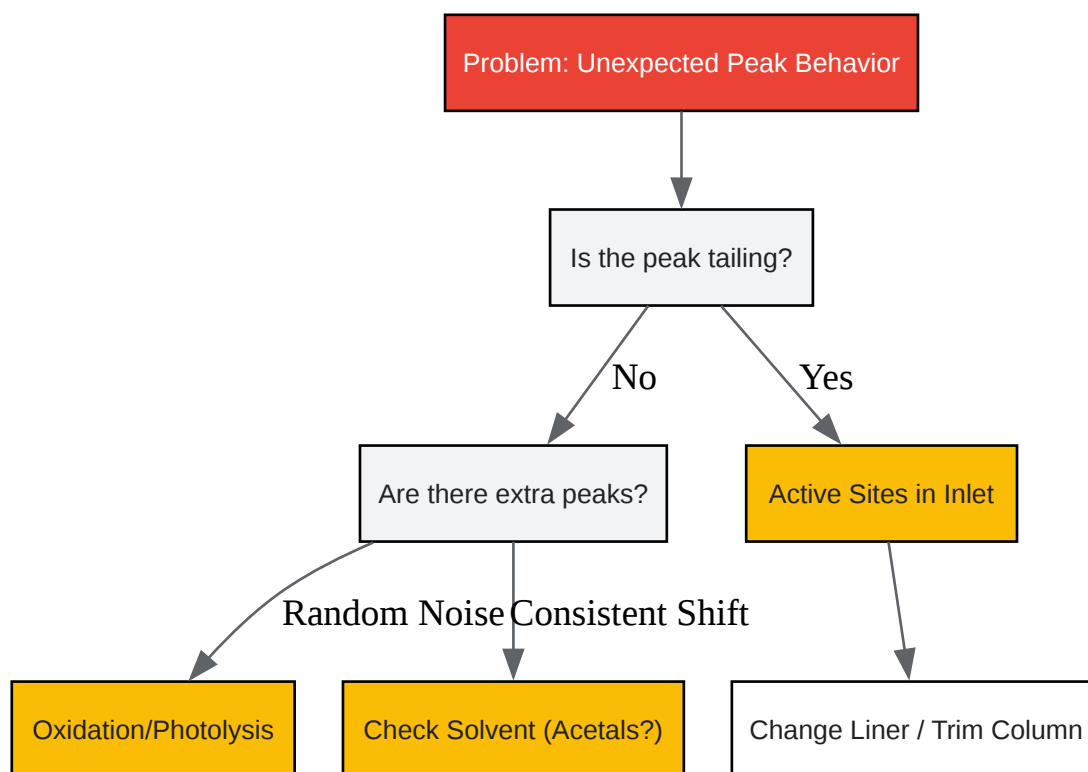 Problem: Unexpected Peak Behavior
Is the peak tailing?
No
Yes
Are there extra peaks?
Active Sites in Inlet
Random Noise
Consistent Shift
Oxidation/Photolysis
Check Solvent (Acetals?)
Change Liner / Trim Column